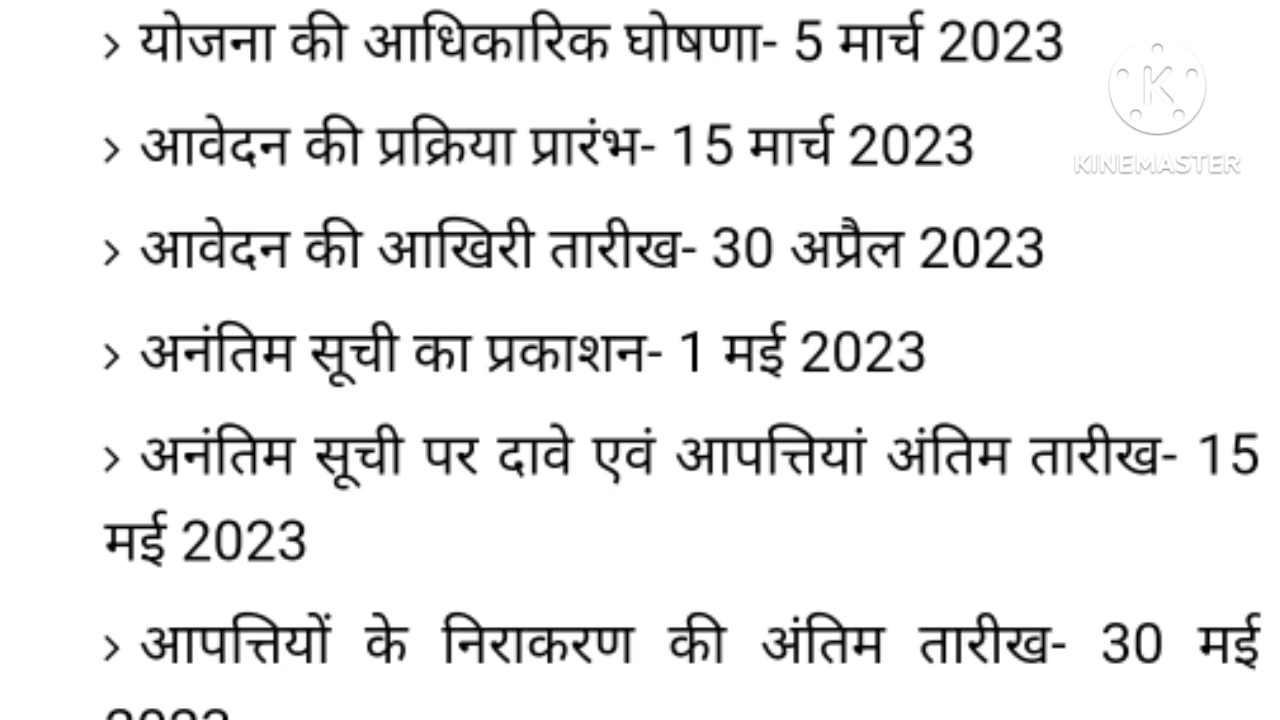 > योजना की आधिकारिक घोषणा- 5 मार्च 2023
> आवेदन की प्रक्रिया प्रारंभ- 15 मार्च 2023
> आवेदन की आखिरी तारीख- 30 अप्रैल 2023
> अनंतिम सूची का प्रकाशन- 1 मई 2023
> अनंतिम सूची पर दावे एवं आपत्तियां अंतिम तारीख- 15
मई 2023
> आपत्तियों के निराकरण की अंतिम तारीख- 30 मई
2023
K
KINEMASTER